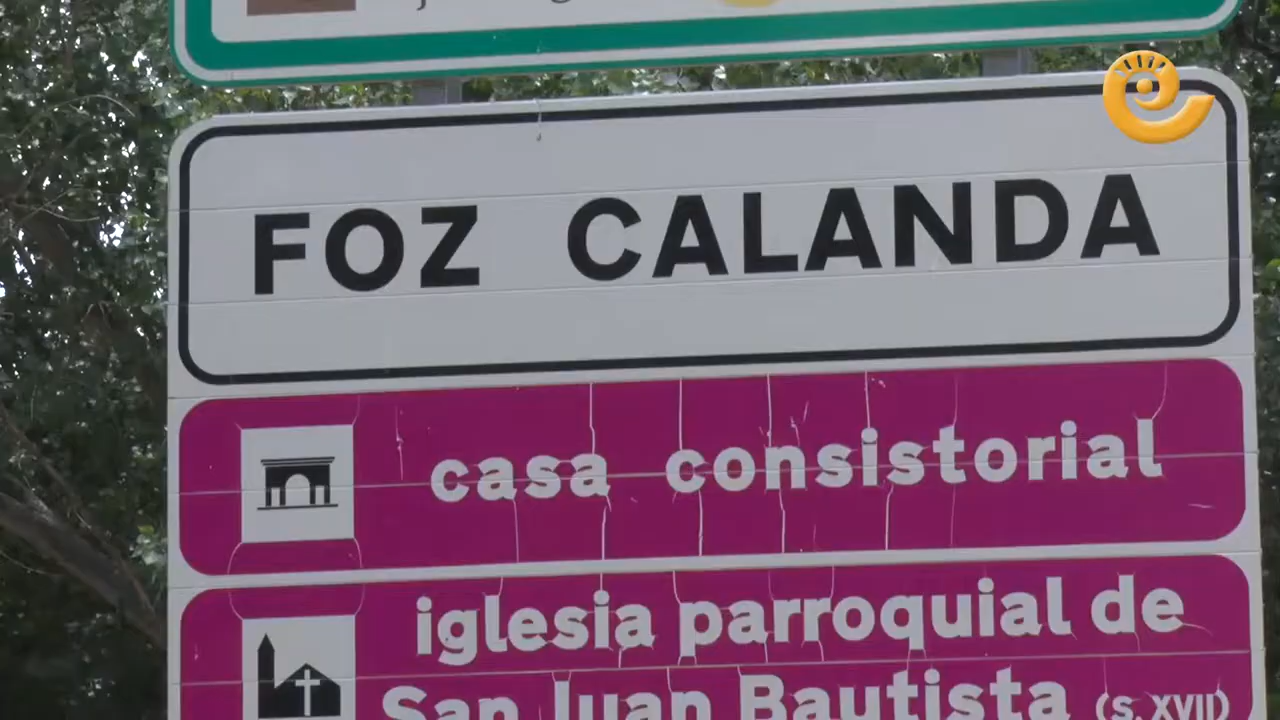 FOZ CALANDA
casa consistorial
iglesia parroquial de
San Juan Bautista (s. XVII)